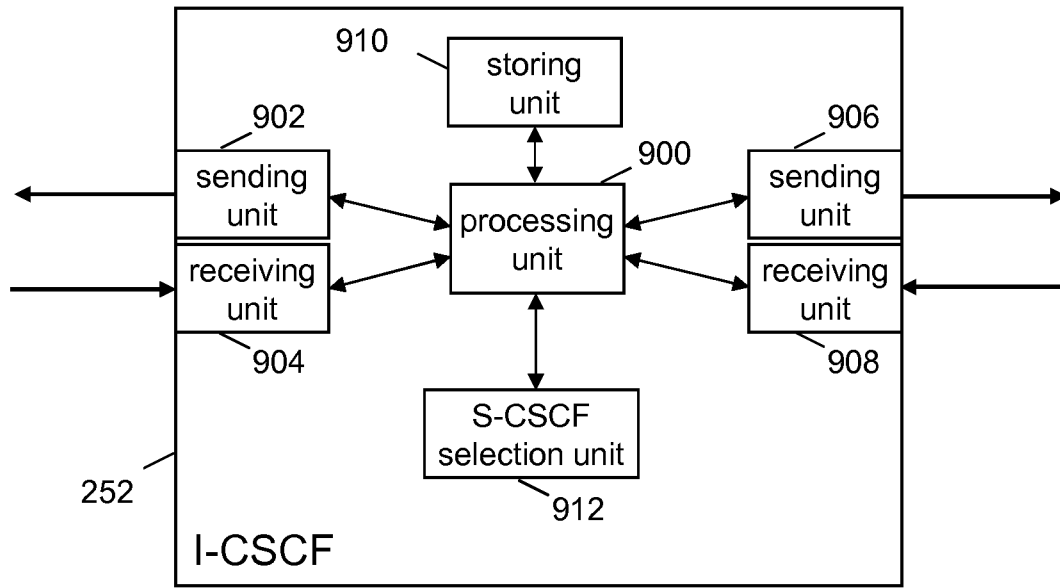 910
storing
unit
902
906
900
sending
unit
processing
unit
sending
unit
receiving
unit
receiving
unit
904
908
S-CSCF
selection unit
252
912
I-CSCF